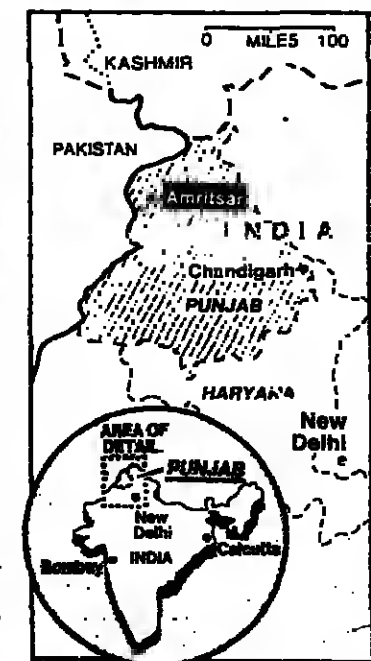 0 MILES 100
KASHMIR
PAKISTAN
Amritsar
INDIA
Chandigarh
PUNJAB
HARYANA
New
Delhi
AREA OF
DETAIL
PUNJAB
New
Delhi
INDIA
Bombay
Calcutta